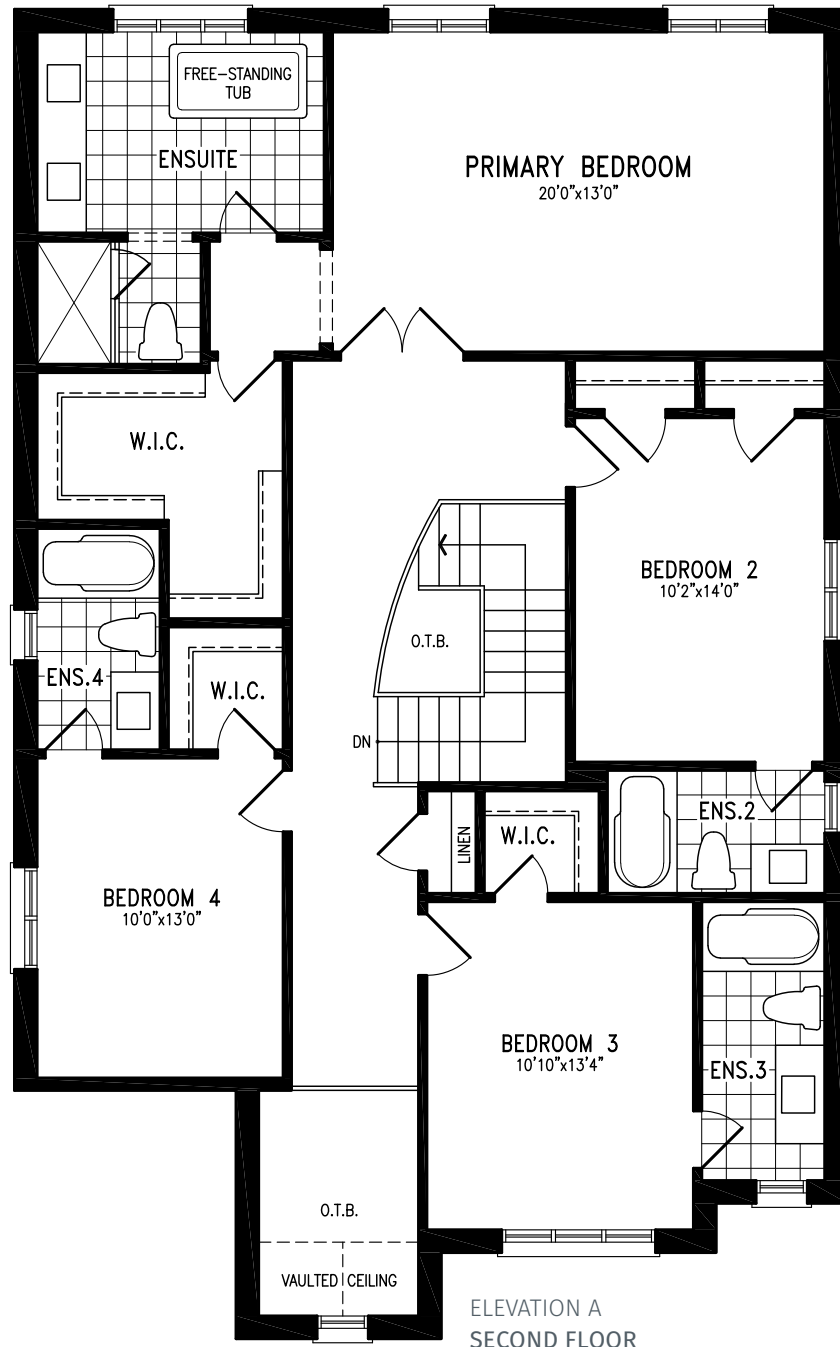 FREE-STANDING
TUB
ENSUITE
PRIMARY BEDROOM
20'0"x13'0"
W.I.C.
BEDROOM 2
10'2"x14'0"
O.T.B.
ENS.4
W.I.C.
DN
ENS.2
LINEN
W.I.C.
BEDROOM 4
10'0"x13'0"
BEDROOM 3
10'10"x13'4"
ENS.3
O.T.B.
VAULTED CEILING
ELEVATION A
SECOND FLOOR